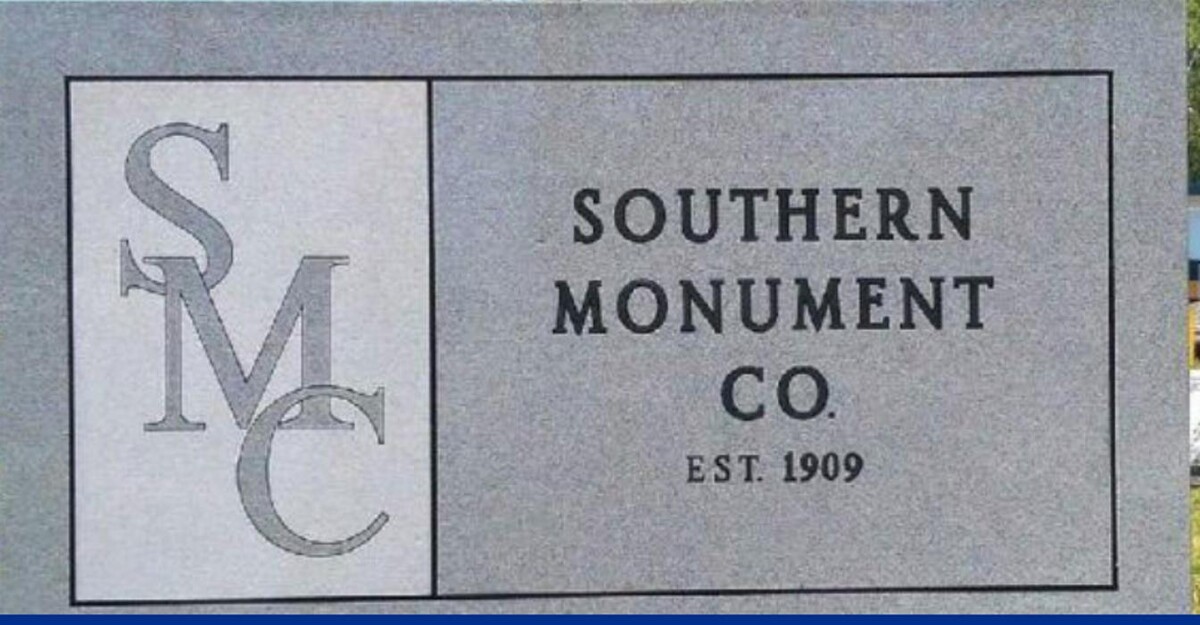 SMC
SOUTHERN
MONUMENT
CO.
EST. 1909